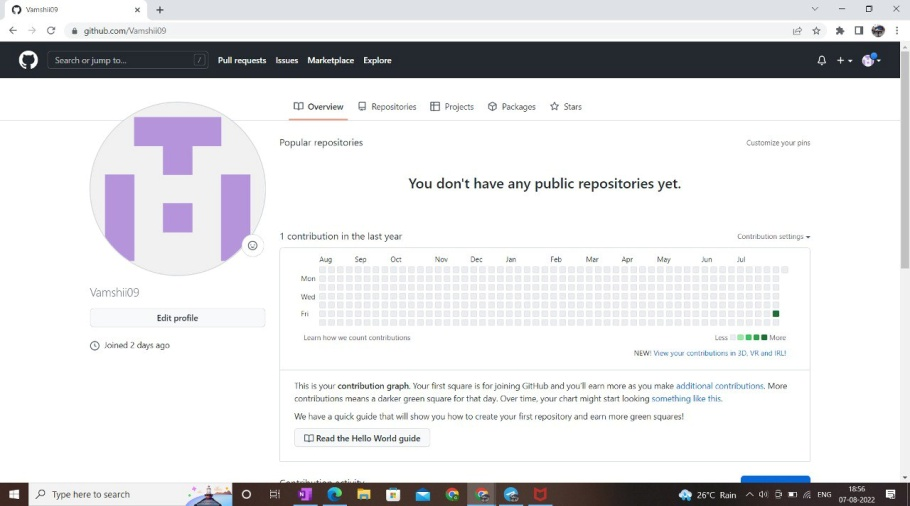 Vamshii09
github.com/Vamshii09
Search or jump to... /
Pull requests Issues Marketplace Explore
Overview Repositories Projects Packages Stars
Popular repositories Customize your pins
You don't have any public repositories yet.
1 contribution in the last year Contribution settings
Aug Sep Oct Nov Dec Jan Feb Mar Apr May Jun Jul
Mon
Wed
Fri
Learn how we count contributions Less More
NEW! View your contributions in 3D, VR and IRL!
Vamshii09
Edit profile
Joined 2 days ago
This is your contribution graph. Your first square is for joining GitHub and you'll earn more as you make additional contributions. More
contributions means a darker green square for that day. Over time, your chart might start looking something like this.
We have a quick guide that will show you how to create your first repository and earn more green squares!
Read the Hello World guide
Contribution activity
Type here to search
26°C Rain ENG 18:56
07-08-2022